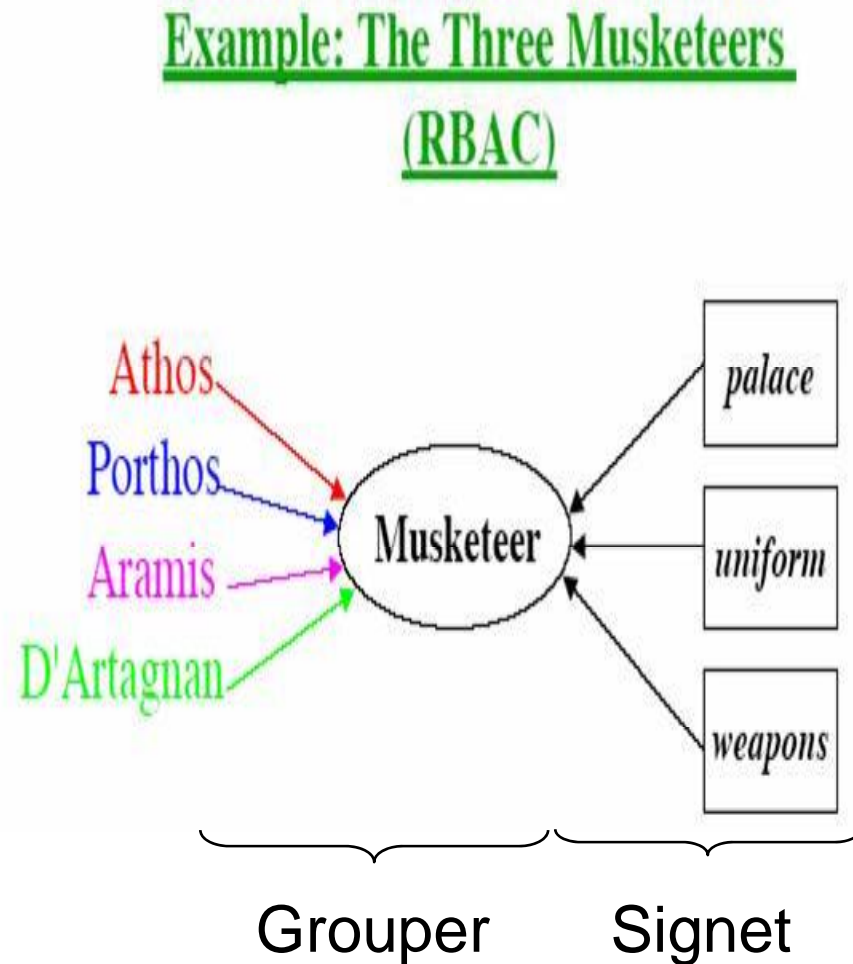 Example: The Three Musketeers
(RBAC)
Athos
Porthos
Aramis
D'Artagnan
Musketeer
palace
uniform
weapons
Grouper
Signet